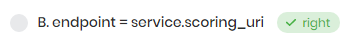 B. endpoint = service.scoring_uri ✓ right